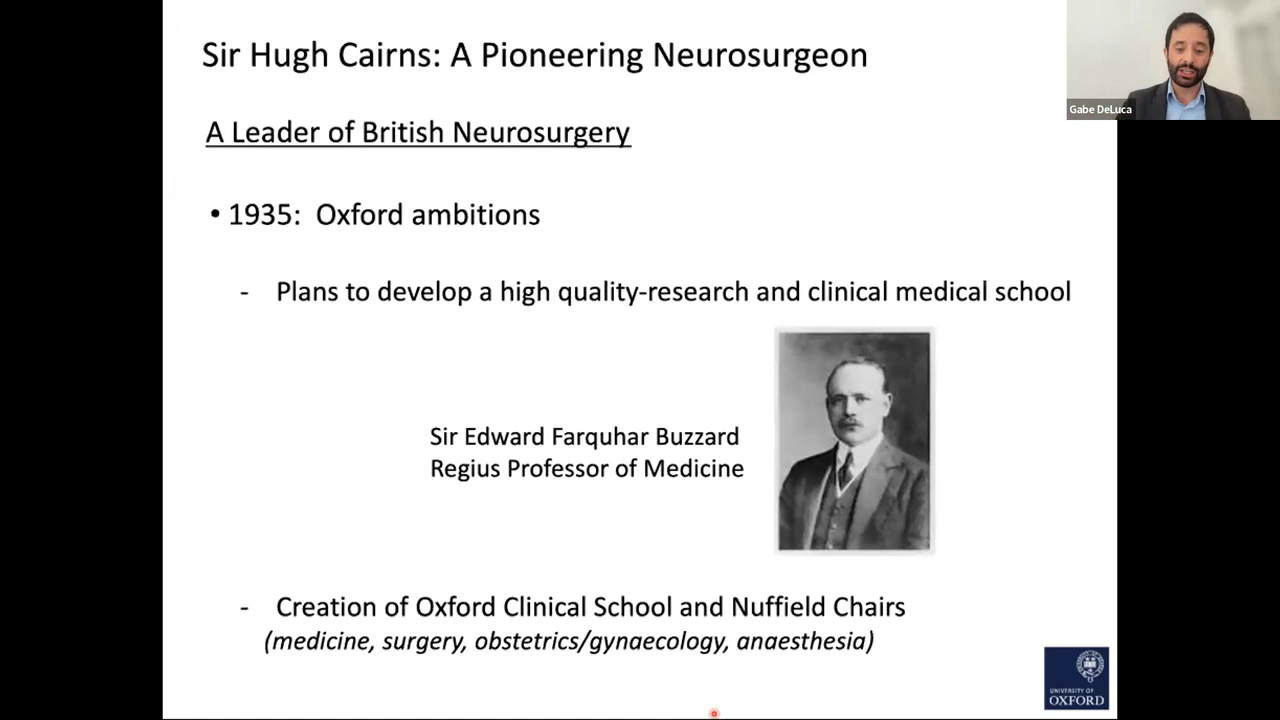 Sir Hugh Cairns: A Pioneering Neurosurgeon
Gabe DeLuca
A Leader of British Neurosurgery
• 1935: Oxford ambitions
- Plans to develop a high quality-research and clinical medical school
Sir Edward Farquhar Buzzard
Regius Professor of Medicine
- Creation of Oxford Clinical School and Nuffield Chairs
(medicine, surgery, obstetrics/gynaecology, anaesthesia)
UNIVERSITY OF
OXFORD